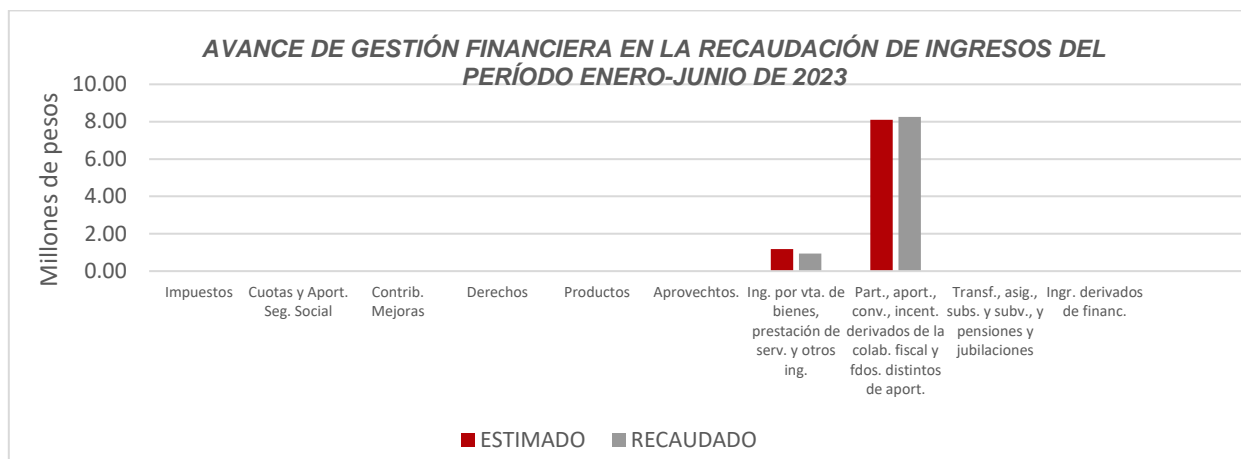 AVANCE DE GESTIÓN FINANCIERA EN LA RECAUDACIÓN DE INGRESOS DEL
PERÍODO ENERO-JUNIO DE 2023
Millones de pesos
10.00
8.00
6.00
4.00
2.00
0.00
Impuestos
Cuotas y Aport.
Seg. Social
Contrib.
Mejoras
Derechos
Productos
Aprovechtos.
Ing. por vta. de
bienes,
prestación de
serv. y otros
ing.
Part., aport.,
conv., incent.
derivados de la
colab. fiscal y
fdos. distintos
de aport.
Transf., asig.,
subs. y subv., y
pensiones y
jubilaciones
Ingr. derivados
de financ.
ESTIMADO
RECAUDADO